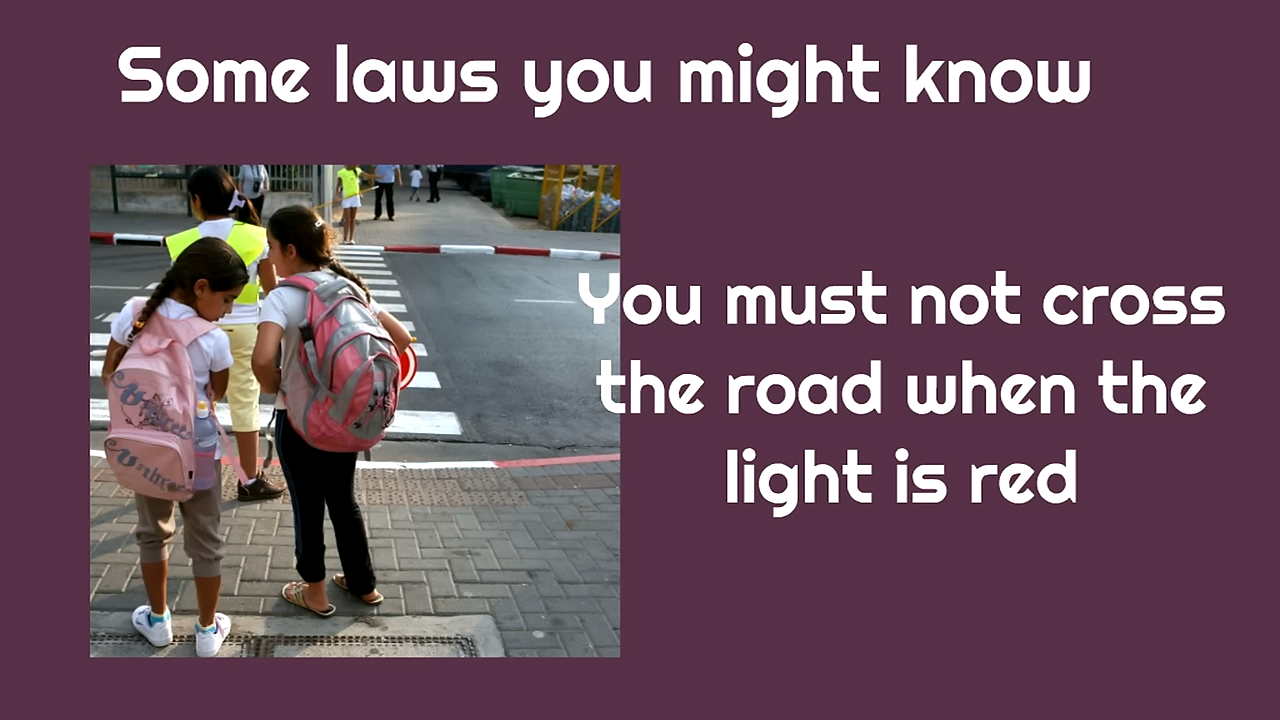 Some laws you might know
You must not cross
the road when the
light is red